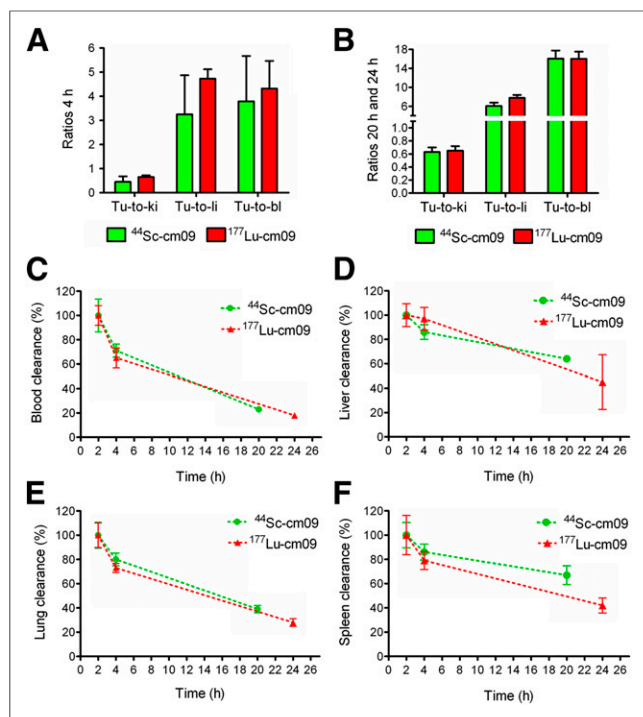 A
Ratios 4 h
6
5
4
3
2
1
0
Tu-to-ki Tu-to-li Tu-to-bl
44Sc-cm09 177Lu-cm09
B
Ratios 20 h and 24 h
18
14
10
6
1.0
0.8
0.6
0.4
0.2
0.0
Tu-to-ki Tu-to-li Tu-to-bl
44Sc-cm09 177Lu-cm09
C
Blood clearance (%)
120
100
80
60
40
20
0
44Sc-cm09
177Lu-cm09
0 2 4 6 8 10 12 14 16 18 20 22 24 26
Time (h)
D
Liver clearance (%)
120
100
80
60
40
20
0
44Sc-cm09
177Lu-cm09
0 2 4 6 8 10 12 14 16 18 20 22 24 26
Time (h)
E
Lung clearance (%)
120
100
80
60
40
20
0
44Sc-cm09
177Lu-cm09
0 2 4 6 8 10 12 14 16 18 20 22 24 26
Time (h)
F
Spleen clearance (%)
120
100
80
60
40
20
0
44Sc-cm09
177Lu-cm09
0 2 4 6 8 10 12 14 16 18 20 22 24 26
Time (h)